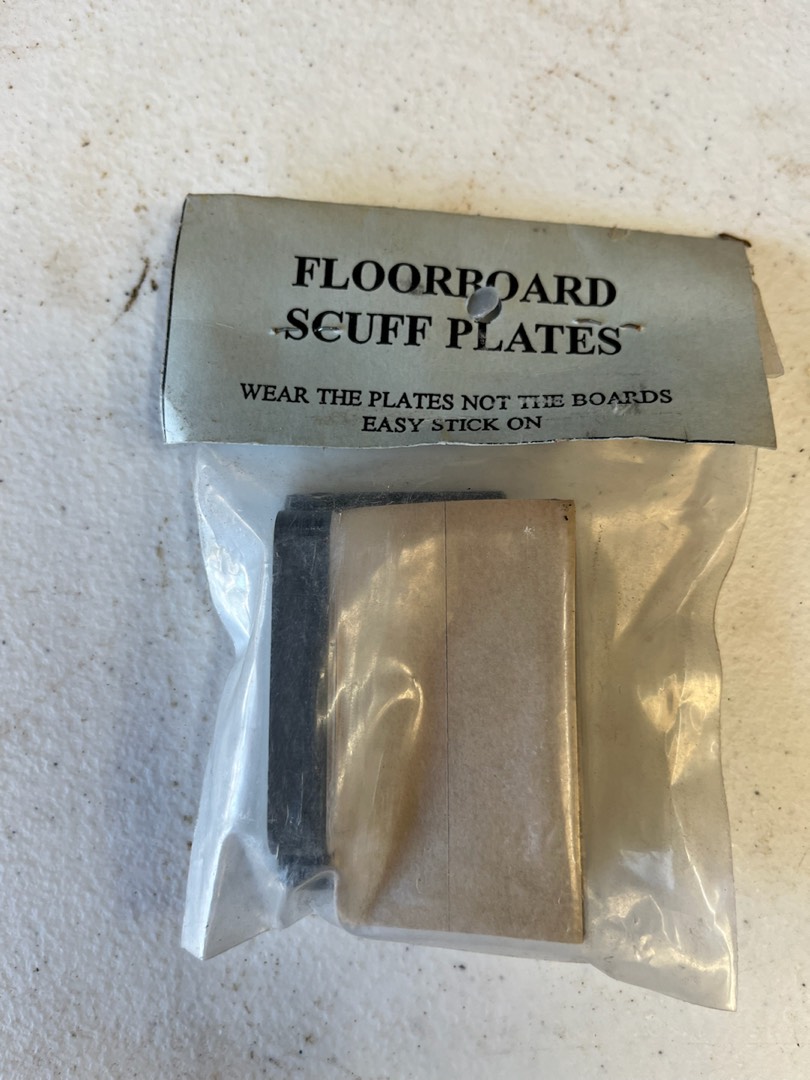 FLOORBOARD
SCUFF PLATES
WEAR THE PLATES NOT THE BOARDS
EASY STICK ON